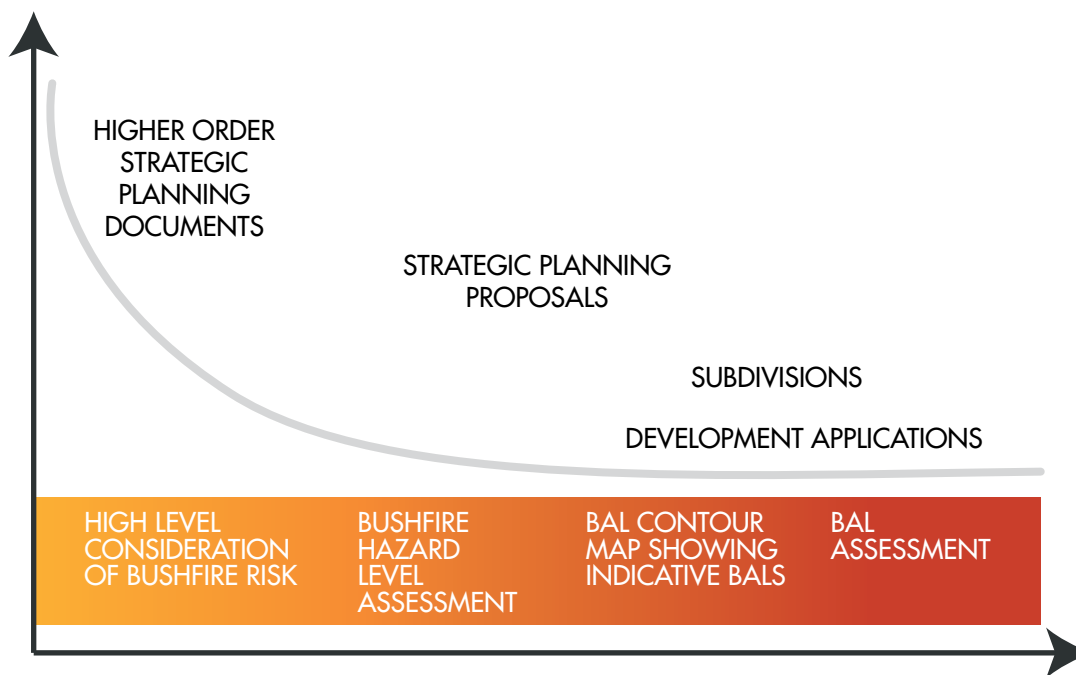 HIGHER ORDER
STRATEGIC
PLANNING
DOCUMENTS
STRATEGIC PLANNING
PROPOSALS
SUBDIVISIONS
DEVELOPMENT APPLICATIONS
HIGH LEVEL
CONSIDERATION
OF BUSHFIRE RISK
BUSHFIRE
HAZARD
LEVEL
ASSESSMENT
BAL CONTOUR
MAP SHOWING
INDICATIVE BALS
BAL
ASSESSMENT